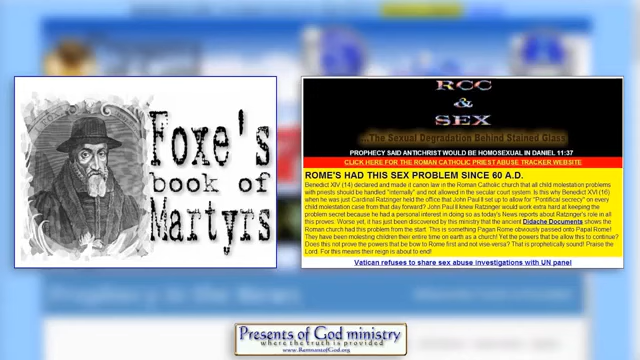 Foxe's
book of
Martyrs
RCC
&
SEX
...The Sexual Degradation Behind Stained Glass
PROPHECY SAID ANTICHRIST WOULD BE HOMOSEXUAL IN DANIEL 11:37
CLICK HERE FOR THE ROMAN CATHOLIC PRIEST ABUSE TRACKER WEBSITE
ROME'S HAD THIS SEX PROBLEM SINCE 60 A.D.
Benedict XIV (14) declared and made it canon law in the Roman Catholic church that all child molestation problems
with priests should be handled "internally" and not allowed in the secular court system. Is this why Benedict XVI (16)
when he was just Cardinal Ratzinger held the office that John Paul II set up to allow for "Pontifical secrecy" on every
child molestation case from that day forward? John Paul II knew Ratzinger would work extra hard at keeping the
problem secret because he had a personal interest in doing so as today's News reports about Ratzinger's role in all
this proves. Worse yet, it has just been discovered by this ministry that the ancient Didache Documents shows the
Roman church had this problem from the start. This is something Pagan Rome obviously passed onto Papal Rome!
They have been molesting children their entire time on earth as a church! Yet the powers that be allow this to continue?
Does this not prove the powers that be bow to Rome first and not vise-versa? That is prophetically sound! Praise the
Lord. For this means their reign is about to end!
Vatican refuses to share sex abuse investigations with UN panel
Presents of God ministry
where the truth is provided
www.RemnantofGod.org